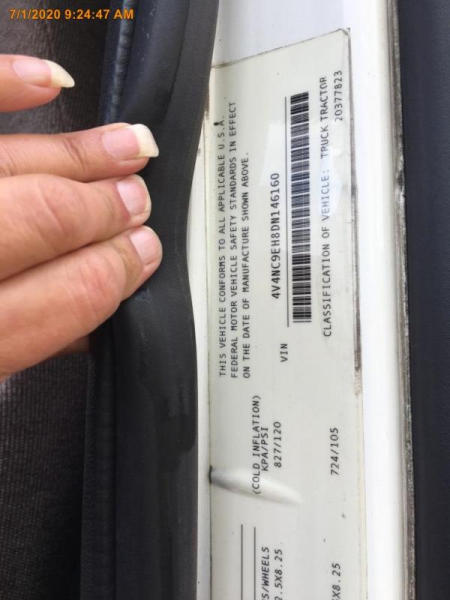 7/1/2020 9:24:47 AM
THIS VEHICLE CONFORMS TO ALL APPLICABLE U.S.A.
FEDERAL MOTOR VEHICLE SAFETY STANDARDS IN EFFECT
ON THE DATE OF MANUFACTURE SHOWN ABOVE.
(COLD INFLATION)
KPA/PSI
827/120
VIN
4V4NC9EH8DN146160
724/105
CLASSIFICATION OF VEHICLE: TRUCK TRACTOR
20377823
S/WHEELS
2.5X8.25
X8.25